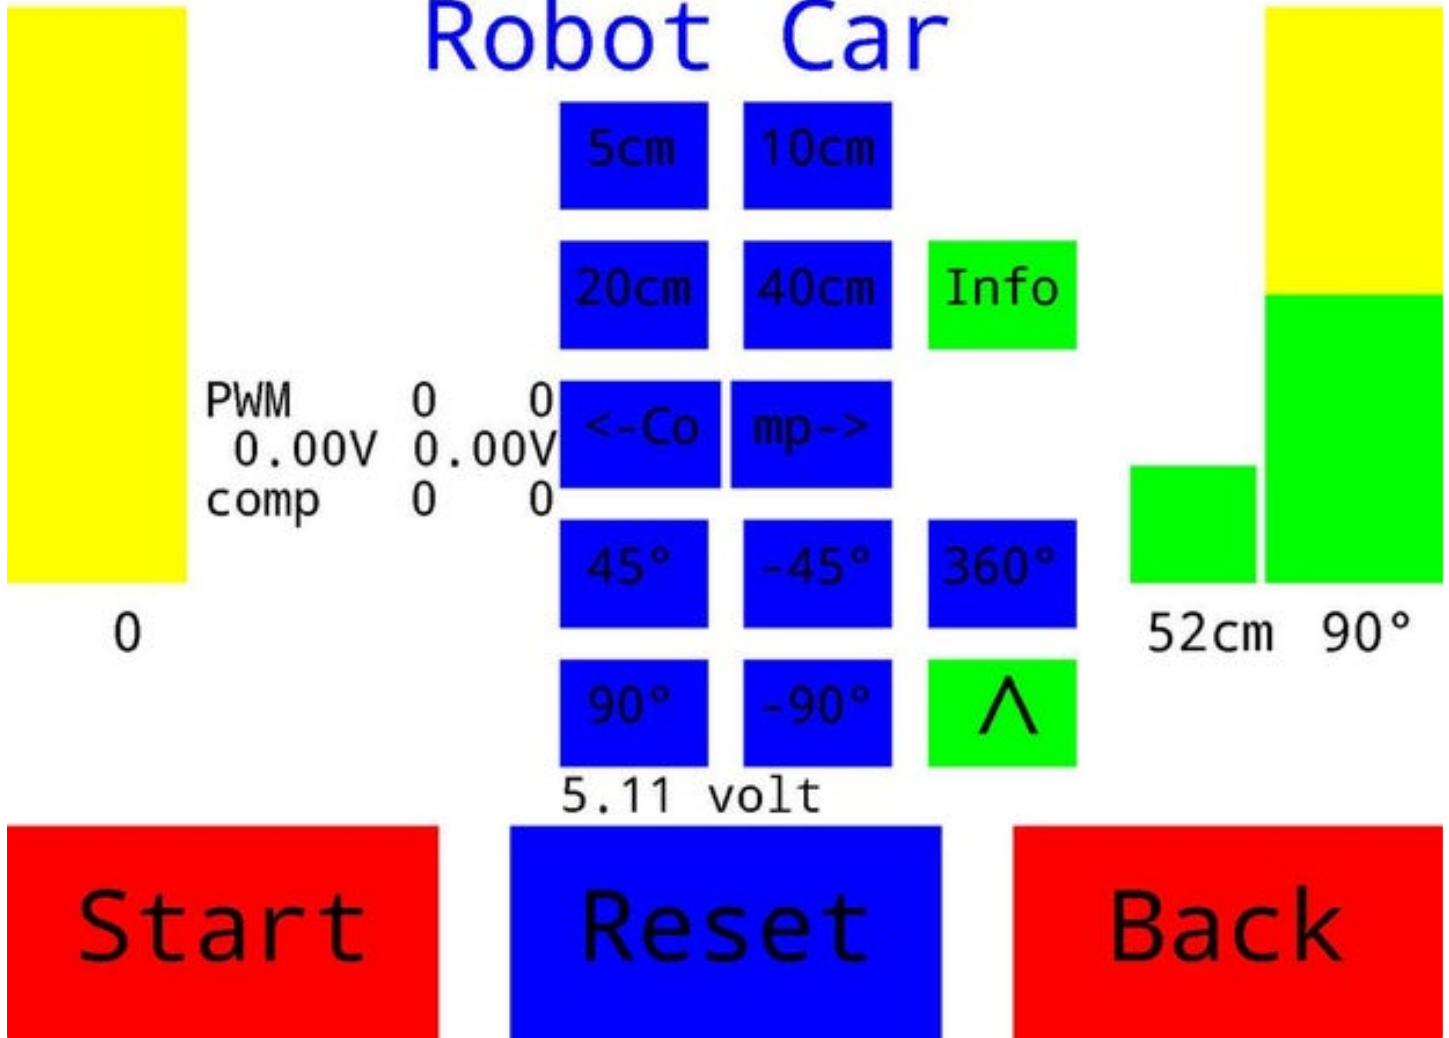 Robot Car
5cm 10cm
20cm 40cm Info
PWM 0 0
<-Co mp->
0.00V 0.00V
comp 0 0
45° -45° 360°
0
52cm 90°
90° -90° ^
5.11 volt
Start Reset Back